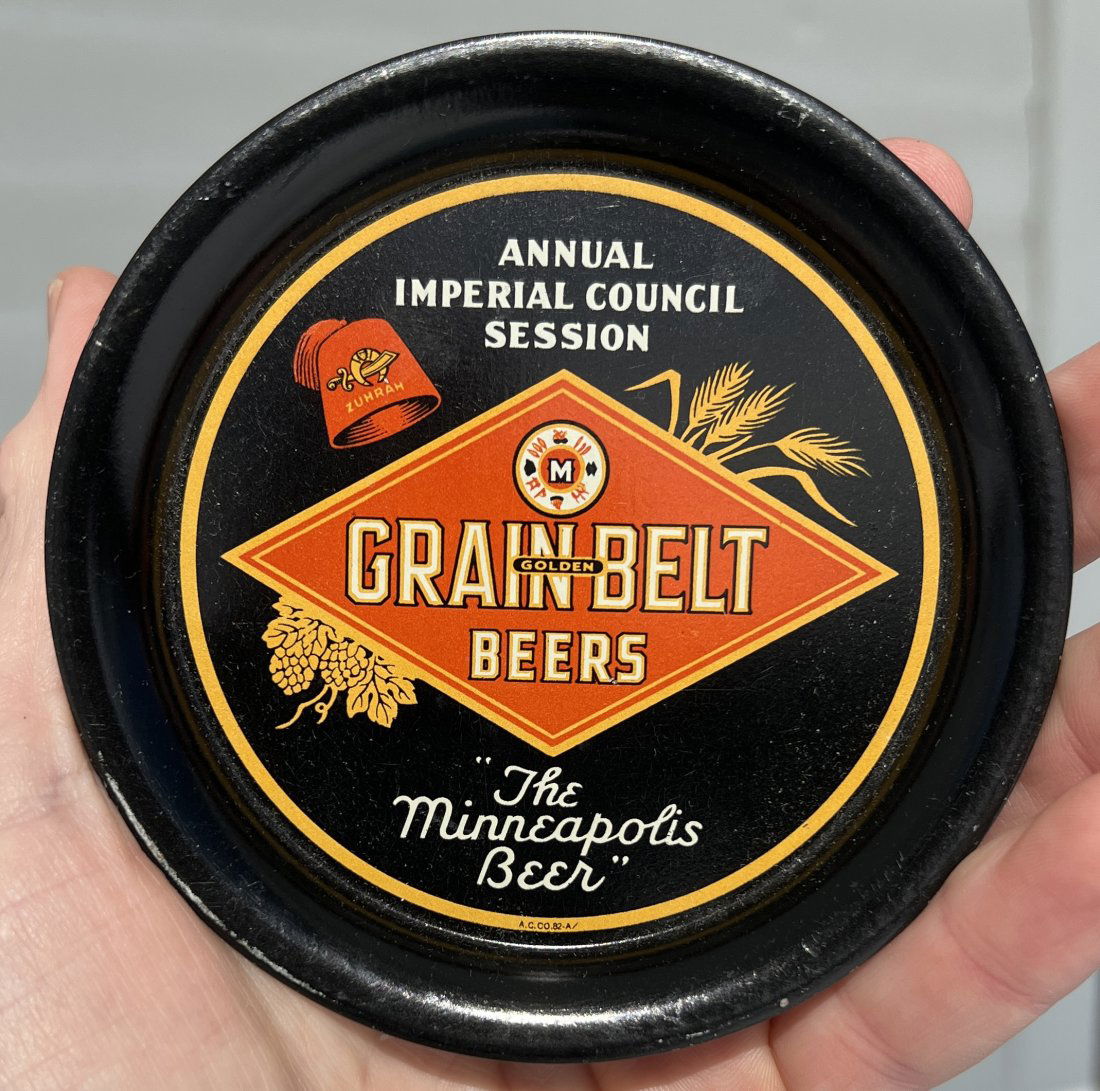 ANNUAL
IMPERIAL COUNCIL
SESSION
ZUHRAH
M
GRAIN BELT
GOLDEN
BEERS
"The
Minneapolis
Beer"
A.C.CO.82-A